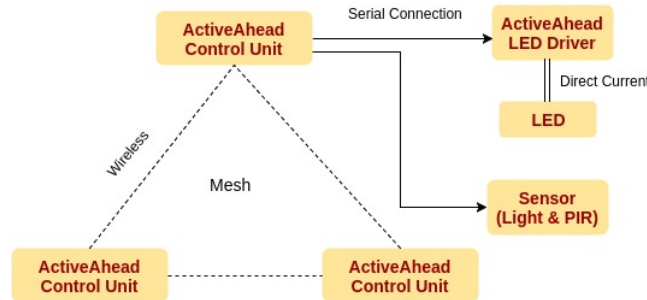 Serial Connection
ActiveAhead
Control Unit
ActiveAhead
LED Driver
Direct Current
LED
Wireless
Mesh
Sensor
(Light & PIR)
ActiveAhead
Control Unit
ActiveAhead
Control Unit